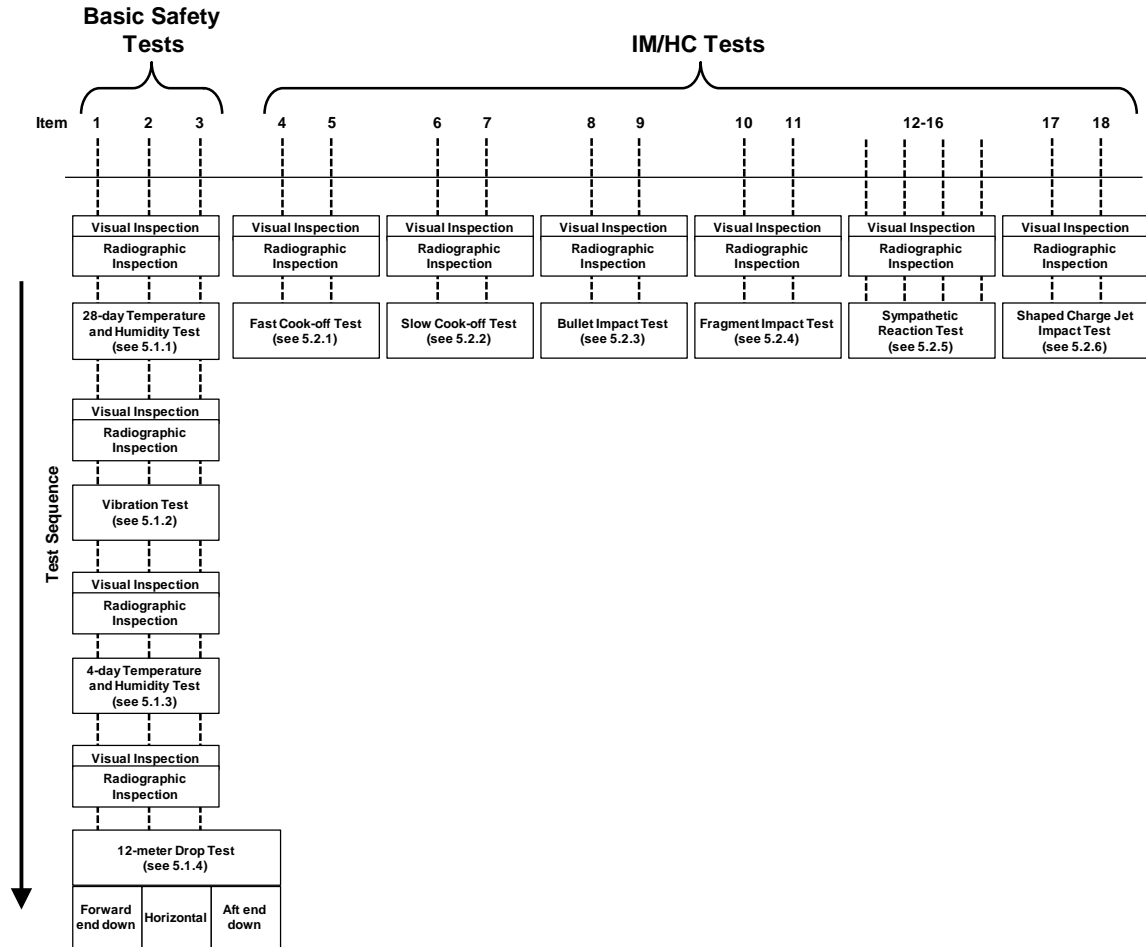 Basic Safety
Tests
IM/HC Tests
Item 1 2 3 4 5 6 7 8 9 10 11 12-16 17 18
Visual Inspection
Radiographic
Inspection
Visual Inspection
Radiographic
Inspection
Visual Inspection
Radiographic
Inspection
Visual Inspection
Radiographic
Inspection
Visual Inspection
Radiographic
Inspection
Visual Inspection
Radiographic
Inspection
Visual Inspection
Radiographic
Inspection
28-day Temperature
and Humidity Test
(see 5.1.1)
Fast Cook-off Test
(see 5.2.1)
Slow Cook-off Test
(see 5.2.2)
Bullet Impact Test
(see 5.2.3)
Fragment Impact Test
(see 5.2.4)
Sympathetic
Reaction Test
(see 5.2.5)
Shaped Charge Jet
Impact Test
(see 5.2.6)
Visual Inspection
Radiographic
Inspection
Vibration Test
(see 5.1.2)
Test Sequence
Visual Inspection
Radiographic
Inspection
4-day Temperature
and Humidity Test
(see 5.1.3)
Visual Inspection
Radiographic
Inspection
12-meter Drop Test
(see 5.1.4)
Forward
end down
Horizontal
Aft end
down